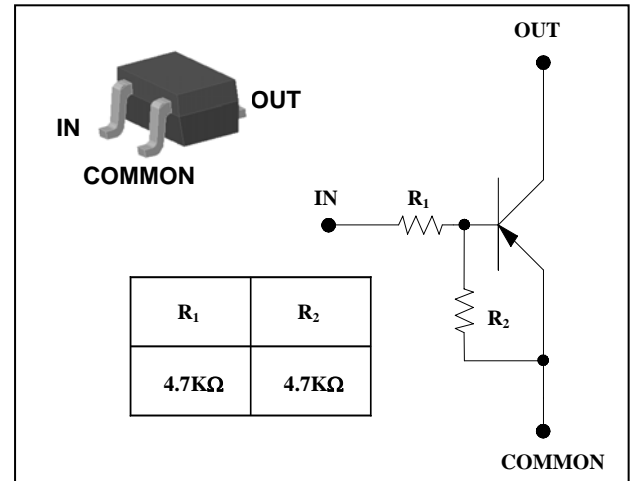 OUT
OUT
IN
COMMON
IN
R₁
R₁ R₂
R₂
4.7KΩ 4.7KΩ
COMMON